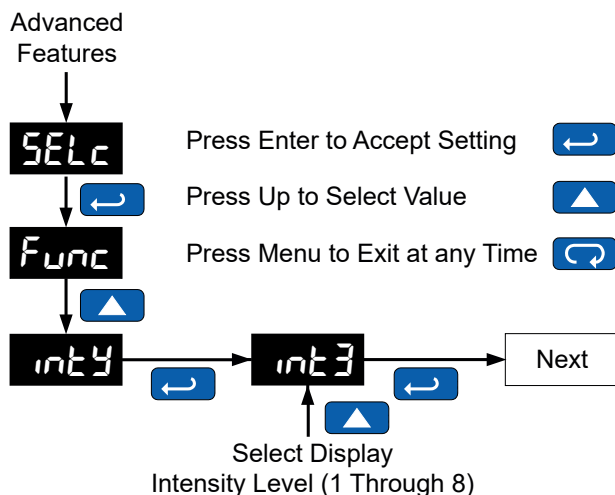 Advanced
Features
SELc
Press Enter to Accept Setting
Press Up to Select Value
Func
Press Menu to Exit at any Time
intY
int3
Next
Select Display
Intensity Level (1 Through 8)